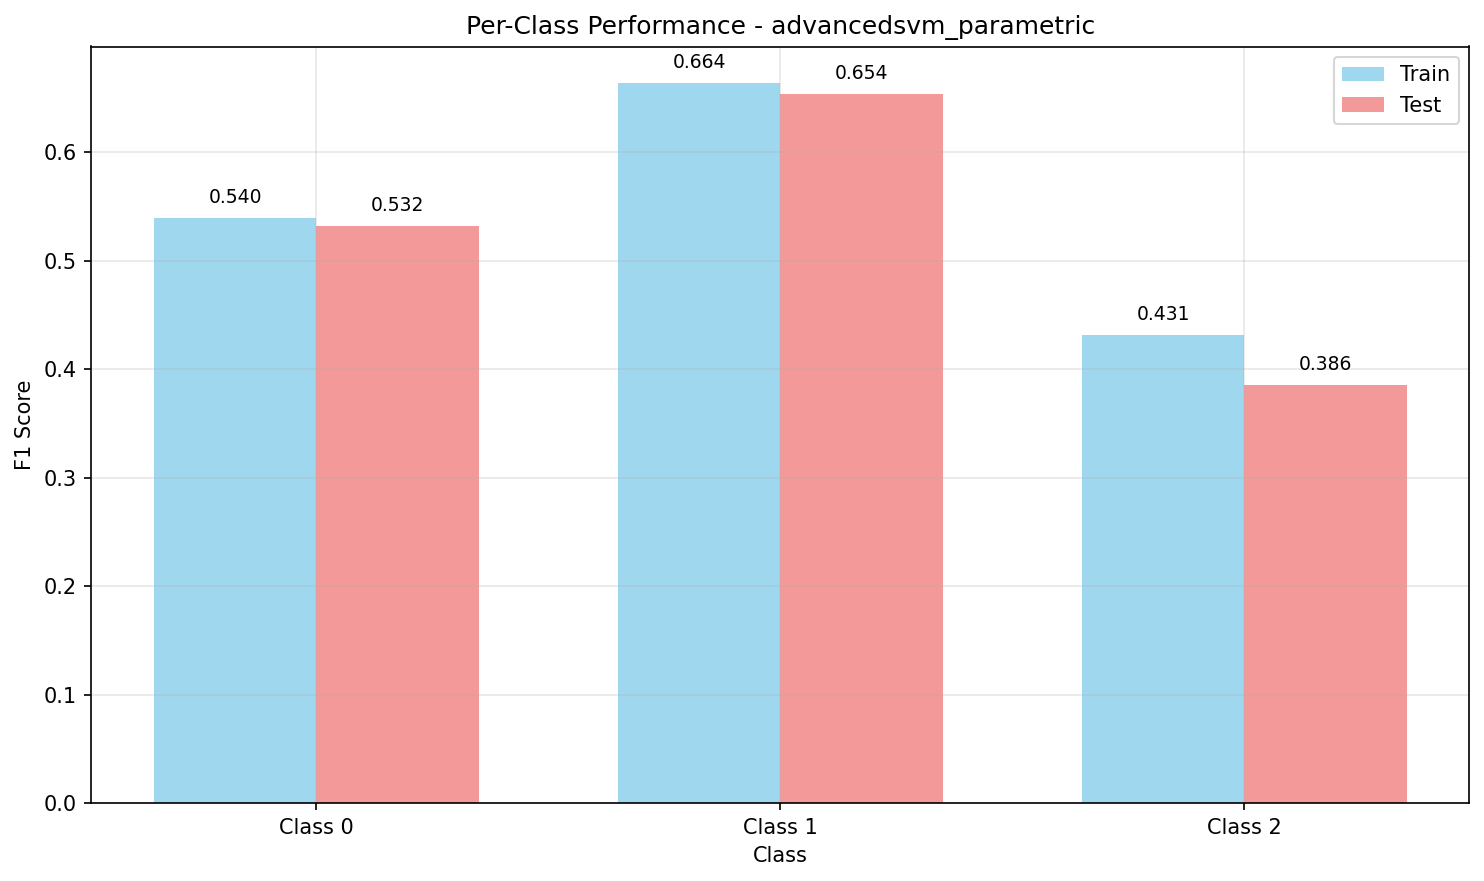 Per-Class Performance - advancedsvm_parametric
Train
Test
0.664
0.654
0.540
0.532
0.431
0.386
F1 Score
0.6
0.5
0.4
0.3
0.2
0.1
0.0
Class 0
Class 1
Class 2
Class